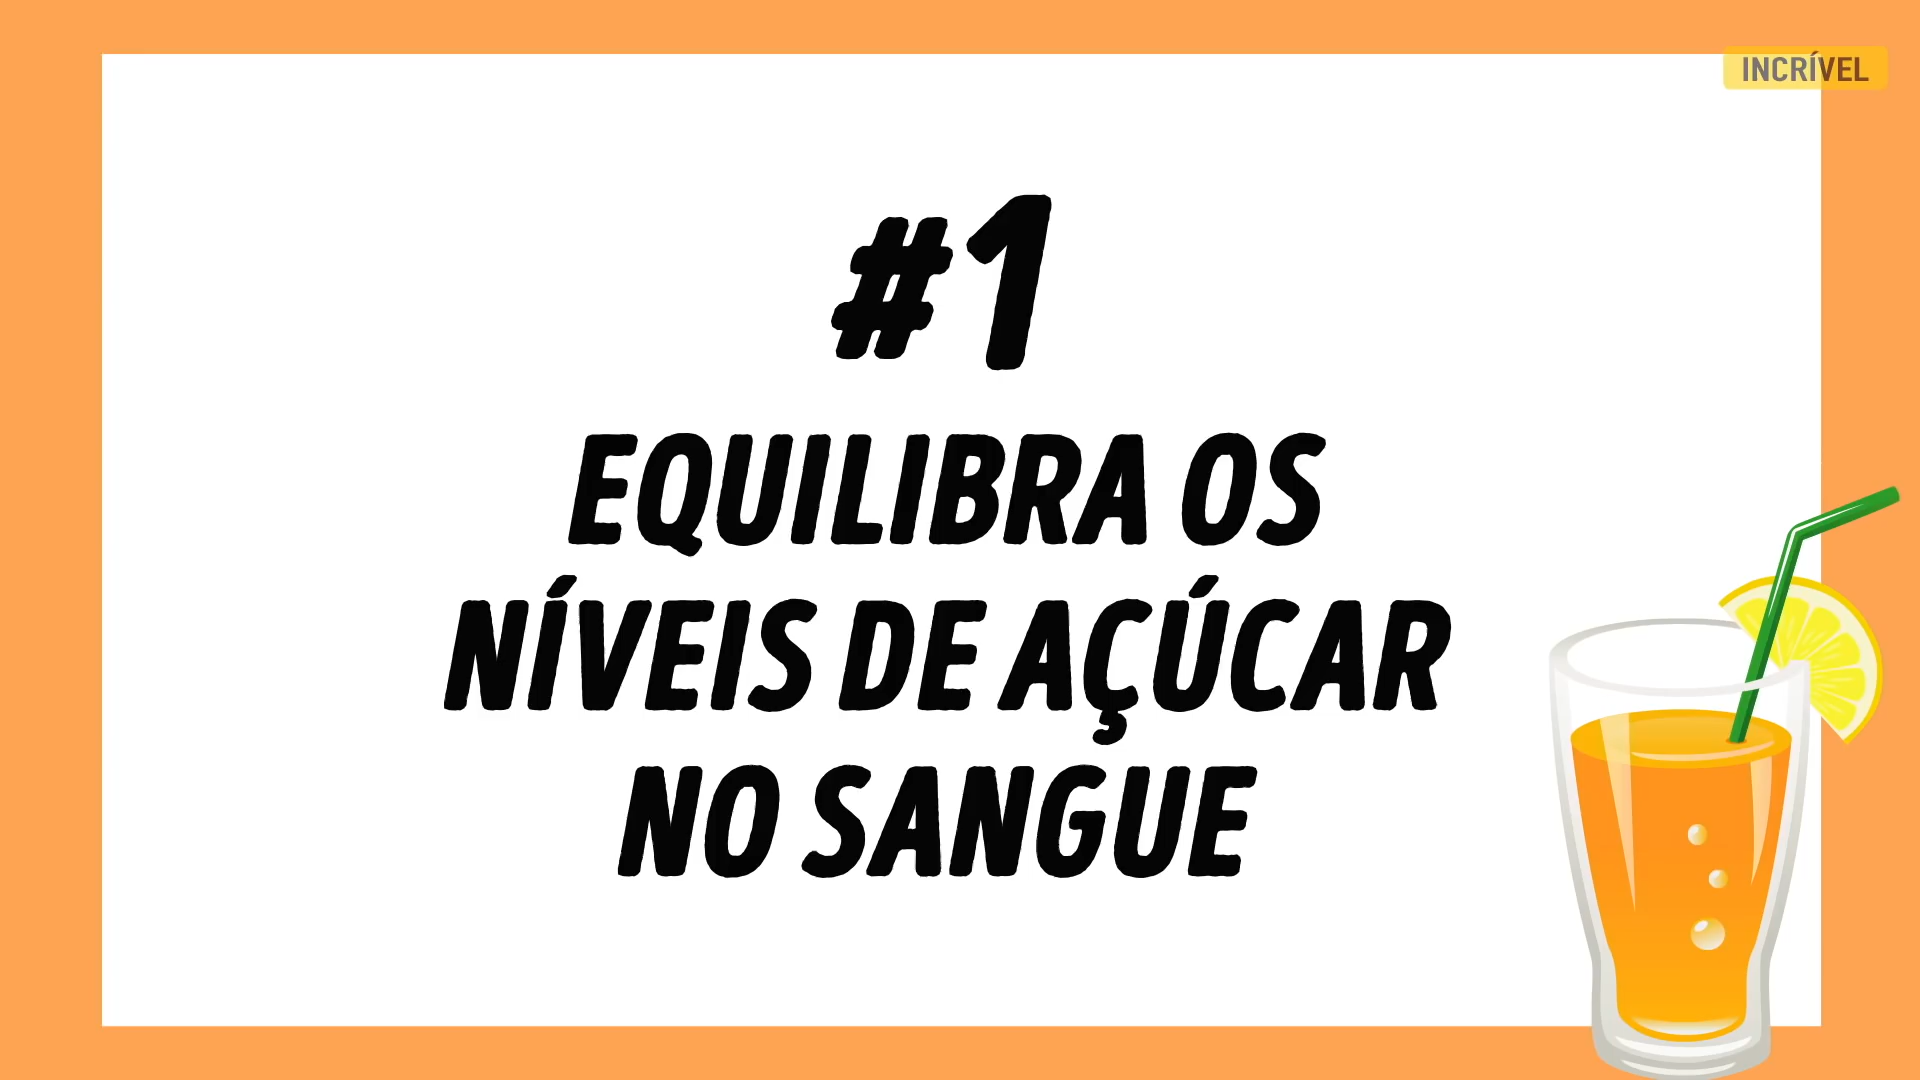 INCRÍVEL
#1
EQUILIBRA OS
NÍVEIS DE AÇÚCAR
NO SANGUE